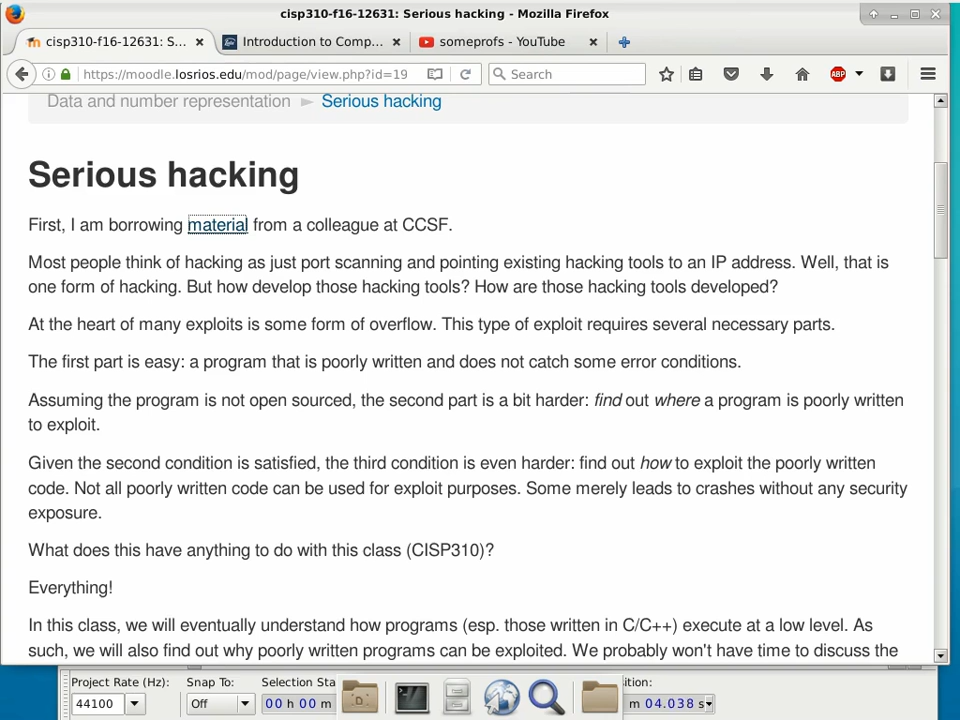 cisp310-f16-12631: Serious hacking - Mozilla Firefox
cisp310-f16-12631: S...
Introduction to Comp...
someprofs - YouTube
https://moodle.losrios.edu/mod/page/view.php?id=19
Search
ABP
Data and number representation ► Serious hacking
Serious hacking
First, I am borrowing material from a colleague at CCSF.
Most people think of hacking as just port scanning and pointing existing hacking tools to an IP address. Well, that is
one form of hacking. But how develop those hacking tools? How are those hacking tools developed?
At the heart of many exploits is some form of overflow. This type of exploit requires several necessary parts.
The first part is easy: a program that is poorly written and does not catch some error conditions.
Assuming the program is not open sourced, the second part is a bit harder: find out where a program is poorly written
to exploit.
Given the second condition is satisfied, the third condition is even harder: find out how to exploit the poorly written
code. Not all poorly written code can be used for exploit purposes. Some merely leads to crashes without any security
exposure.
What does this have anything to do with this class (CISP310)?
Everything!
In this class, we will eventually understand how programs (esp. those written in C/C++) execute at a low level. As
such, we will also find out why poorly written programs can be exploited. We probably won't have time to discuss the
Project Rate (Hz):
Snap To:
Selection Sta
ition:
44100
Off
00 h 00 m
m 04.038 s